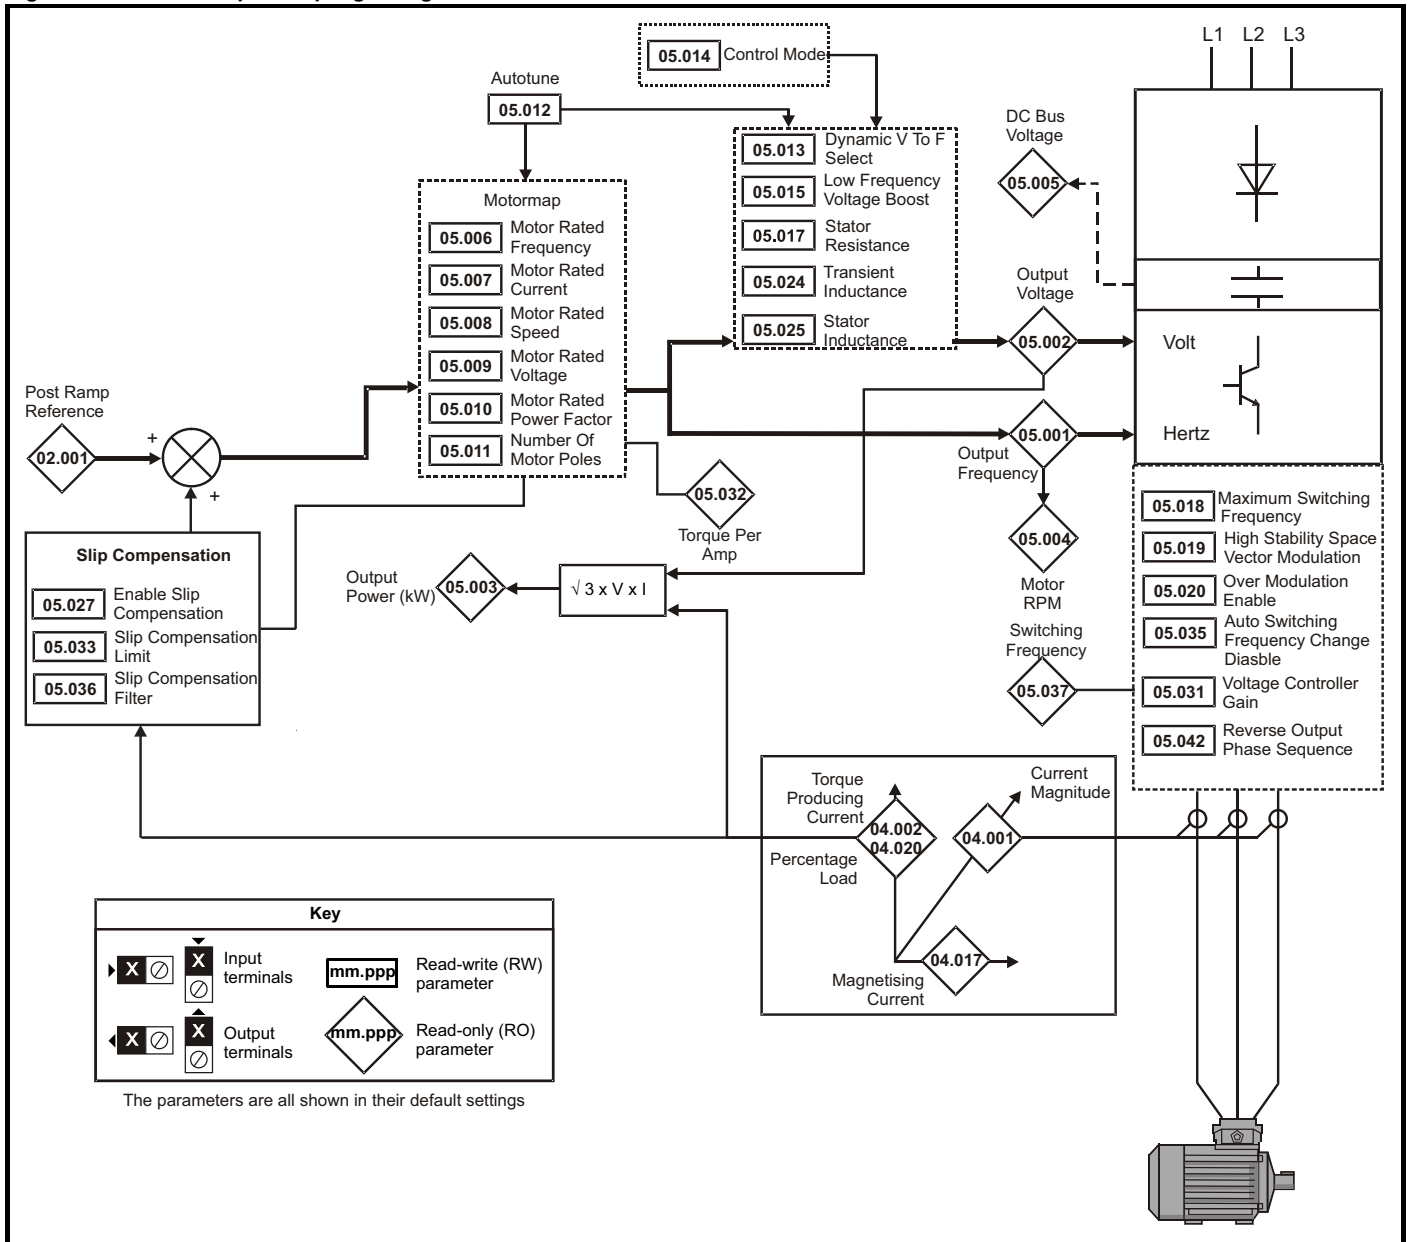 L1 L2 L3
05.014 Control Mode
Autotune
05.012
DC Bus
Voltage
05.005
05.013 Dynamic V To F
Select
05.015 Low Frequency
Voltage Boost
05.017 Stator
Resistance
05.024 Transient
Inductance
05.025 Stator
Inductance
Motormap
05.006 Motor Rated
Frequency
05.007 Motor Rated
Current
05.008 Motor Rated
Speed
05.009 Motor Rated
Voltage
05.010 Motor Rated
Power Factor
05.011 Number Of
Motor Poles
Output
Voltage
05.002
Volt
Post Ramp
Reference
02.001
+
+
05.001
Output
Frequency
Hertz
05.032
Torque Per
Amp
05.004
Motor
RPM
Slip Compensation
05.027 Enable Slip
Compensation
05.033 Slip Compensation
Limit
05.036 Slip Compensation
Filter
Output
Power (kW)
05.003
√ 3 x V x I
Switching
Frequency
05.037
05.018 Maximum Switching
Frequency
05.019 High Stability Space
Vector Modulation
05.020 Over Modulation
Enable
05.035 Auto Switching
Frequency Change
Diasble
05.031 Voltage Controller
Gain
05.042 Reverse Output
Phase Sequence
Torque
Producing
Current
04.002
04.020
Percentage
Load
Current
Magnitude
04.001
04.017
Magnetising
Current
Key
X X Input
terminals
mm.ppp Read-write (RW)
parameter
X X Output
terminals
mm.ppp Read-only (RO)
parameter
The parameters are all shown in their default settings